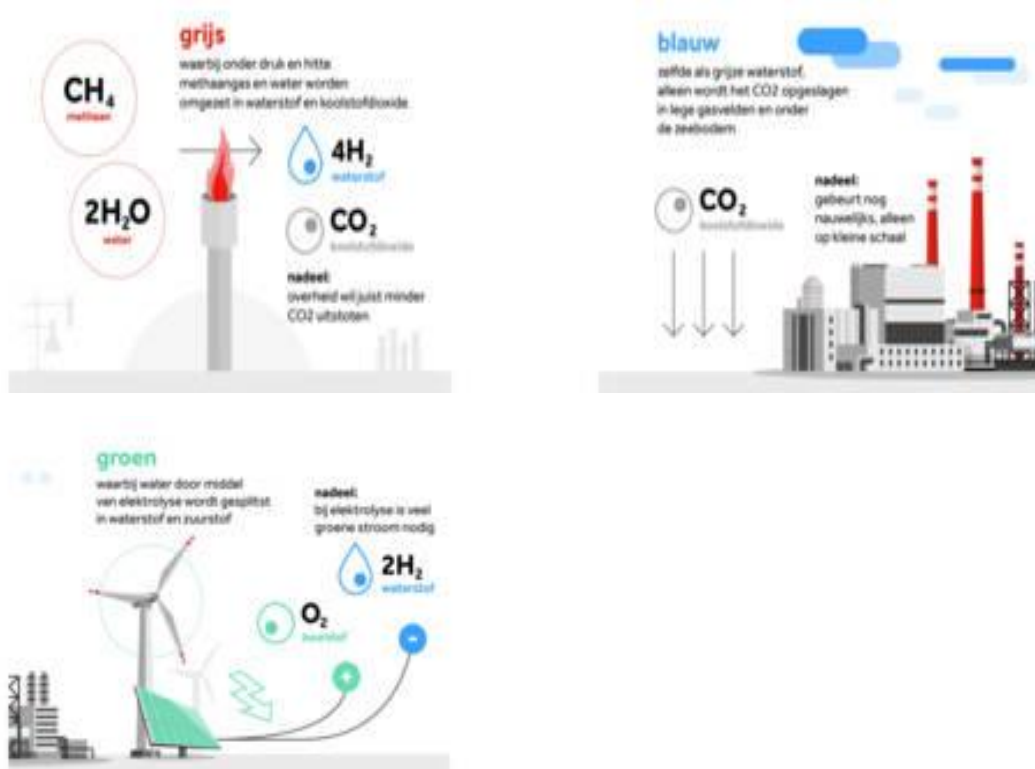 grijs
waarbij onder druk en hitte
methaangas en water worden
omgezet in waterstof en koolstofdioxide
CH₄
methaan
2H₂O
water
4H₂
waterstof
CO₂
koolstofdioxide
nadeel:
overheid wil juist minder
CO2 uitstoten
blauw
zelfde als grijze waterstof,
alleen wordt het CO2 opgeslagen
in lege gasvelden en onder
de zeebodem
CO₂
koolstofdioxide
nadeel:
gebeurt nog
nauwelijks, alleen
op kleine schaal
groen
waarbij water door middel
van elektrolyse wordt gesplitst
in waterstof en zuurstof
nadeel:
bij elektrolyse is veel
groene stroom nodig
2H₂
waterstof
O₂
zuurstof
-
+